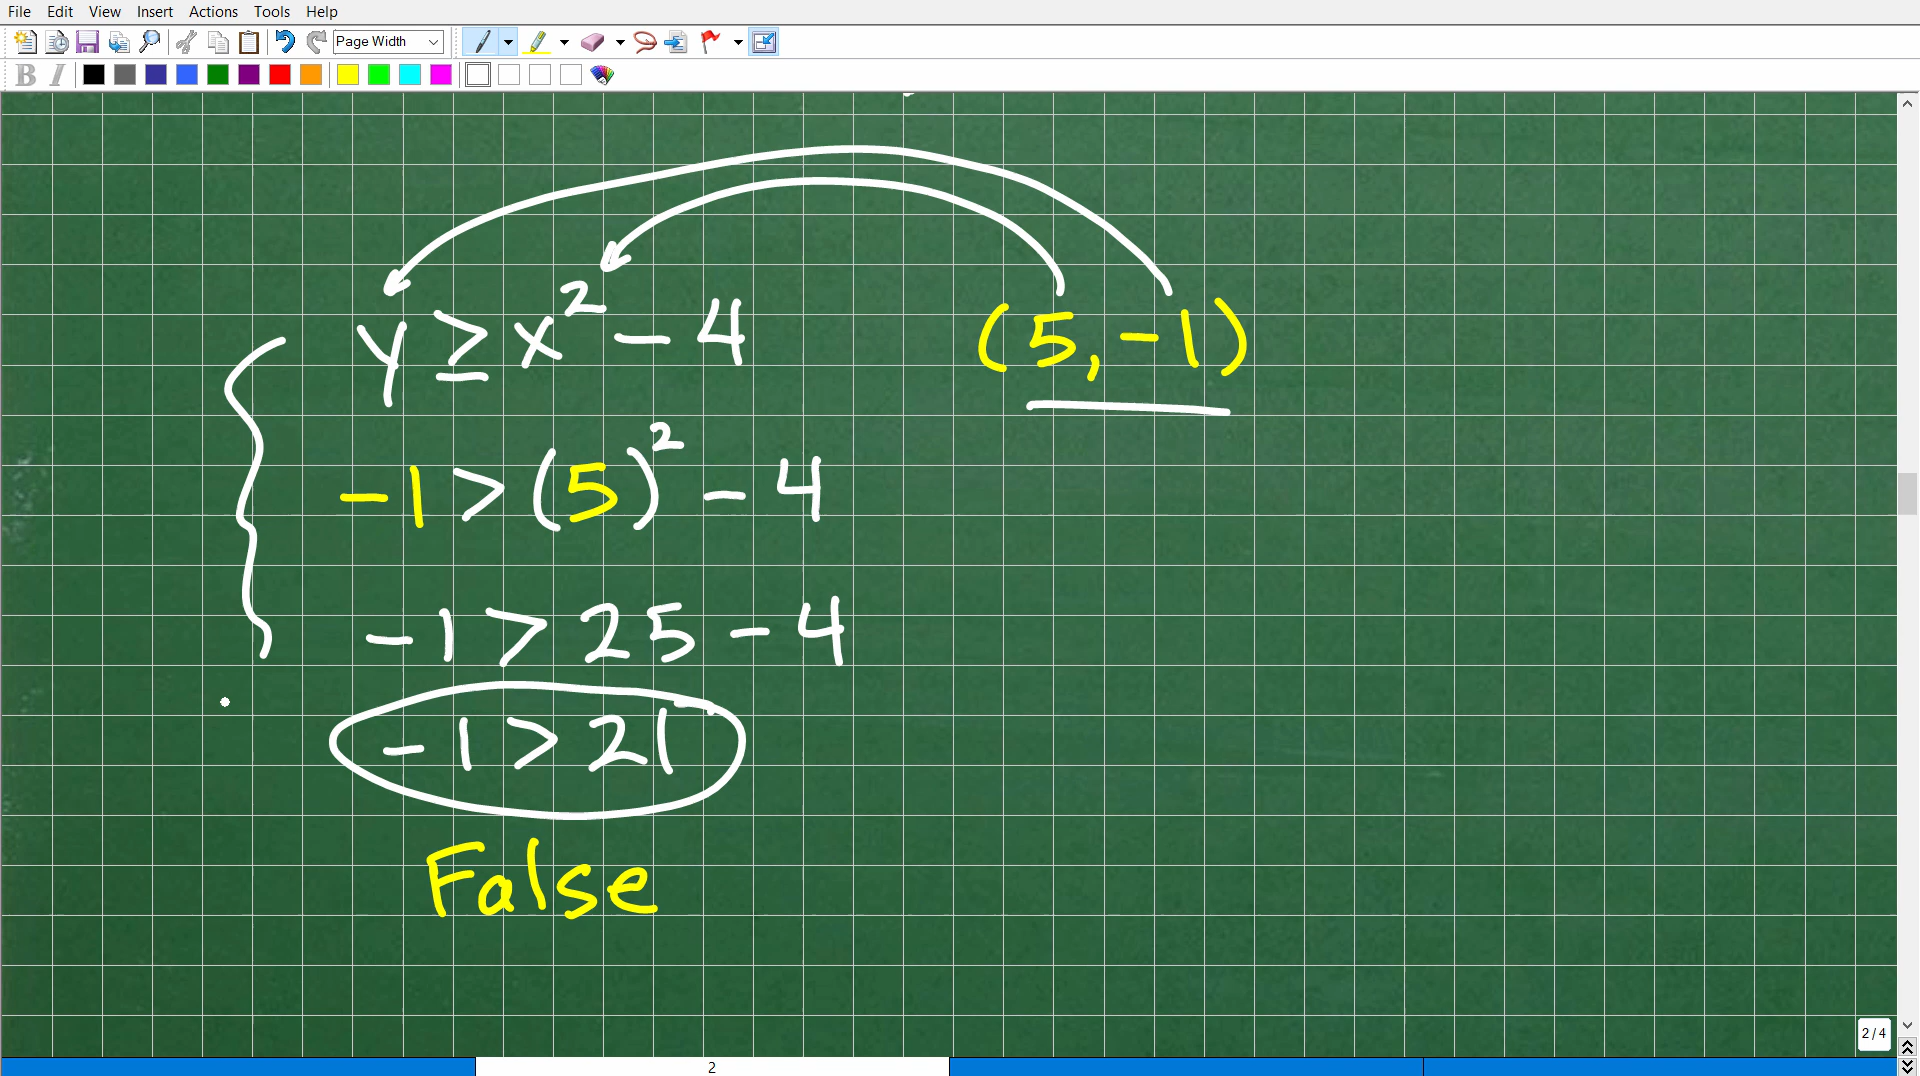 File Edit View Insert Actions Tools Help
Page Width
B I
y ≥ x² - 4 (5, -1)
-1 > (5)² - 4
-1 > 25 - 4
-1 > 21
False
2 / 4
2